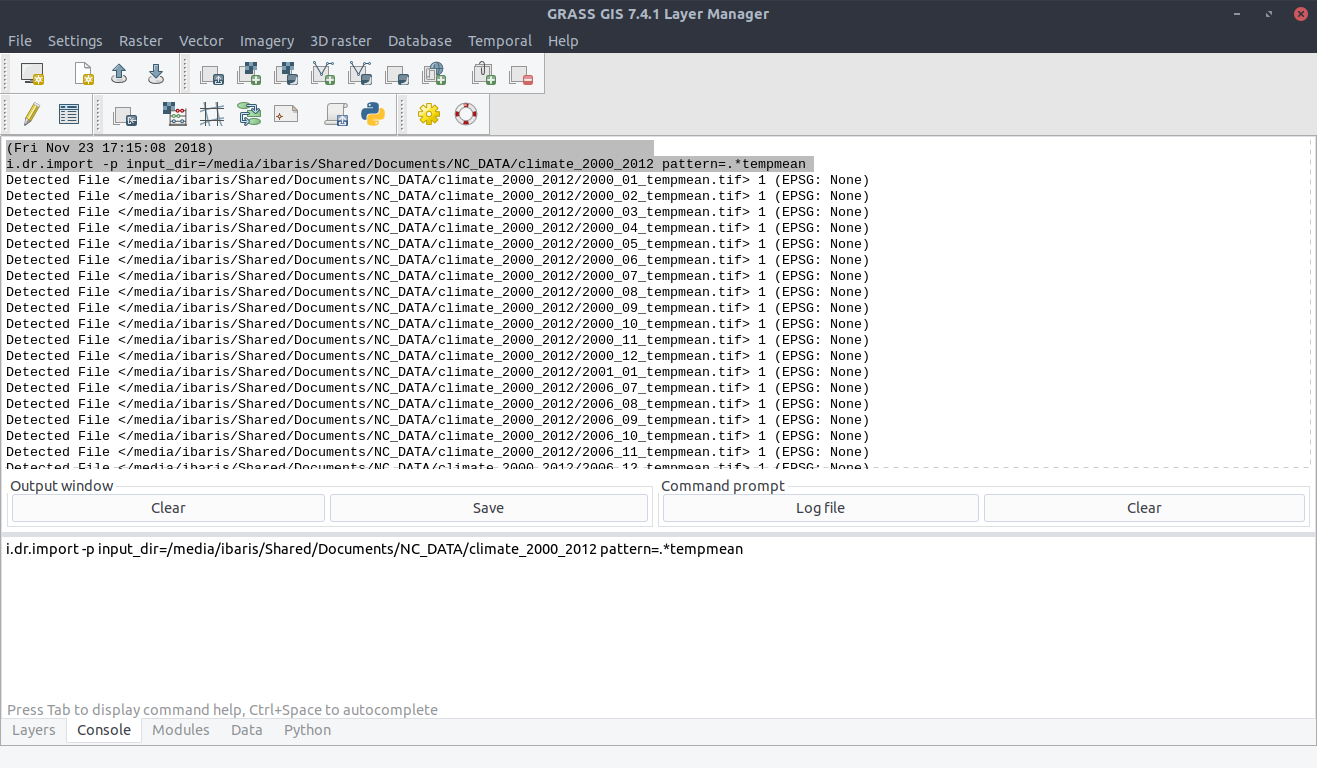 GRASS GIS 7.4.1 Layer Manager
File Settings Raster Vector Imagery 3D raster Database Temporal Help
(Fri Nov 23 17:15:08 2018)
i.dr.import -p input_dir=/media/ibaris/Shared/Documents/NC_DATA/climate_2000_2012 pattern=.*tempmean
Detected File </media/ibaris/Shared/Documents/NC_DATA/climate_2000_2012/2000_01_tempmean.tif> 1 (EPSG: None)
Detected File </media/ibaris/Shared/Documents/NC_DATA/climate_2000_2012/2000_02_tempmean.tif> 1 (EPSG: None)
Detected File </media/ibaris/Shared/Documents/NC_DATA/climate_2000_2012/2000_03_tempmean.tif> 1 (EPSG: None)
Detected File </media/ibaris/Shared/Documents/NC_DATA/climate_2000_2012/2000_04_tempmean.tif> 1 (EPSG: None)
Detected File </media/ibaris/Shared/Documents/NC_DATA/climate_2000_2012/2000_05_tempmean.tif> 1 (EPSG: None)
Detected File </media/ibaris/Shared/Documents/NC_DATA/climate_2000_2012/2000_06_tempmean.tif> 1 (EPSG: None)
Detected File </media/ibaris/Shared/Documents/NC_DATA/climate_2000_2012/2000_07_tempmean.tif> 1 (EPSG: None)
Detected File </media/ibaris/Shared/Documents/NC_DATA/climate_2000_2012/2000_08_tempmean.tif> 1 (EPSG: None)
Detected File </media/ibaris/Shared/Documents/NC_DATA/climate_2000_2012/2000_09_tempmean.tif> 1 (EPSG: None)
Detected File </media/ibaris/Shared/Documents/NC_DATA/climate_2000_2012/2000_10_tempmean.tif> 1 (EPSG: None)
Detected File </media/ibaris/Shared/Documents/NC_DATA/climate_2000_2012/2000_11_tempmean.tif> 1 (EPSG: None)
Detected File </media/ibaris/Shared/Documents/NC_DATA/climate_2000_2012/2000_12_tempmean.tif> 1 (EPSG: None)
Detected File </media/ibaris/Shared/Documents/NC_DATA/climate_2000_2012/2001_01_tempmean.tif> 1 (EPSG: None)
Detected File </media/ibaris/Shared/Documents/NC_DATA/climate_2000_2012/2006_07_tempmean.tif> 1 (EPSG: None)
Detected File </media/ibaris/Shared/Documents/NC_DATA/climate_2000_2012/2006_08_tempmean.tif> 1 (EPSG: None)
Detected File </media/ibaris/Shared/Documents/NC_DATA/climate_2000_2012/2006_09_tempmean.tif> 1 (EPSG: None)
Detected File </media/ibaris/Shared/Documents/NC_DATA/climate_2000_2012/2006_10_tempmean.tif> 1 (EPSG: None)
Detected File </media/ibaris/Shared/Documents/NC_DATA/climate_2000_2012/2006_11_tempmean.tif> 1 (EPSG: None)
Detected File </media/ibaris/Shared/Documents/NC_DATA/climate_2000_2012/2006_12_tempmean.tif> 1 (EPSG: None)
Output window Command prompt
Clear Save Log file Clear
i.dr.import -p input_dir=/media/ibaris/Shared/Documents/NC_DATA/climate_2000_2012 pattern=.*tempmean
Press Tab to display command help, Ctrl+Space to autocomplete
Layers Console Modules Data Python